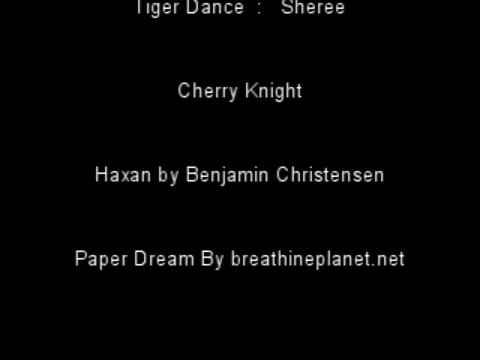 Tiger Dance : Sheree
Cherry Knight
Haxan by Benjamin Christensen
Paper Dream By breathineplanet.net